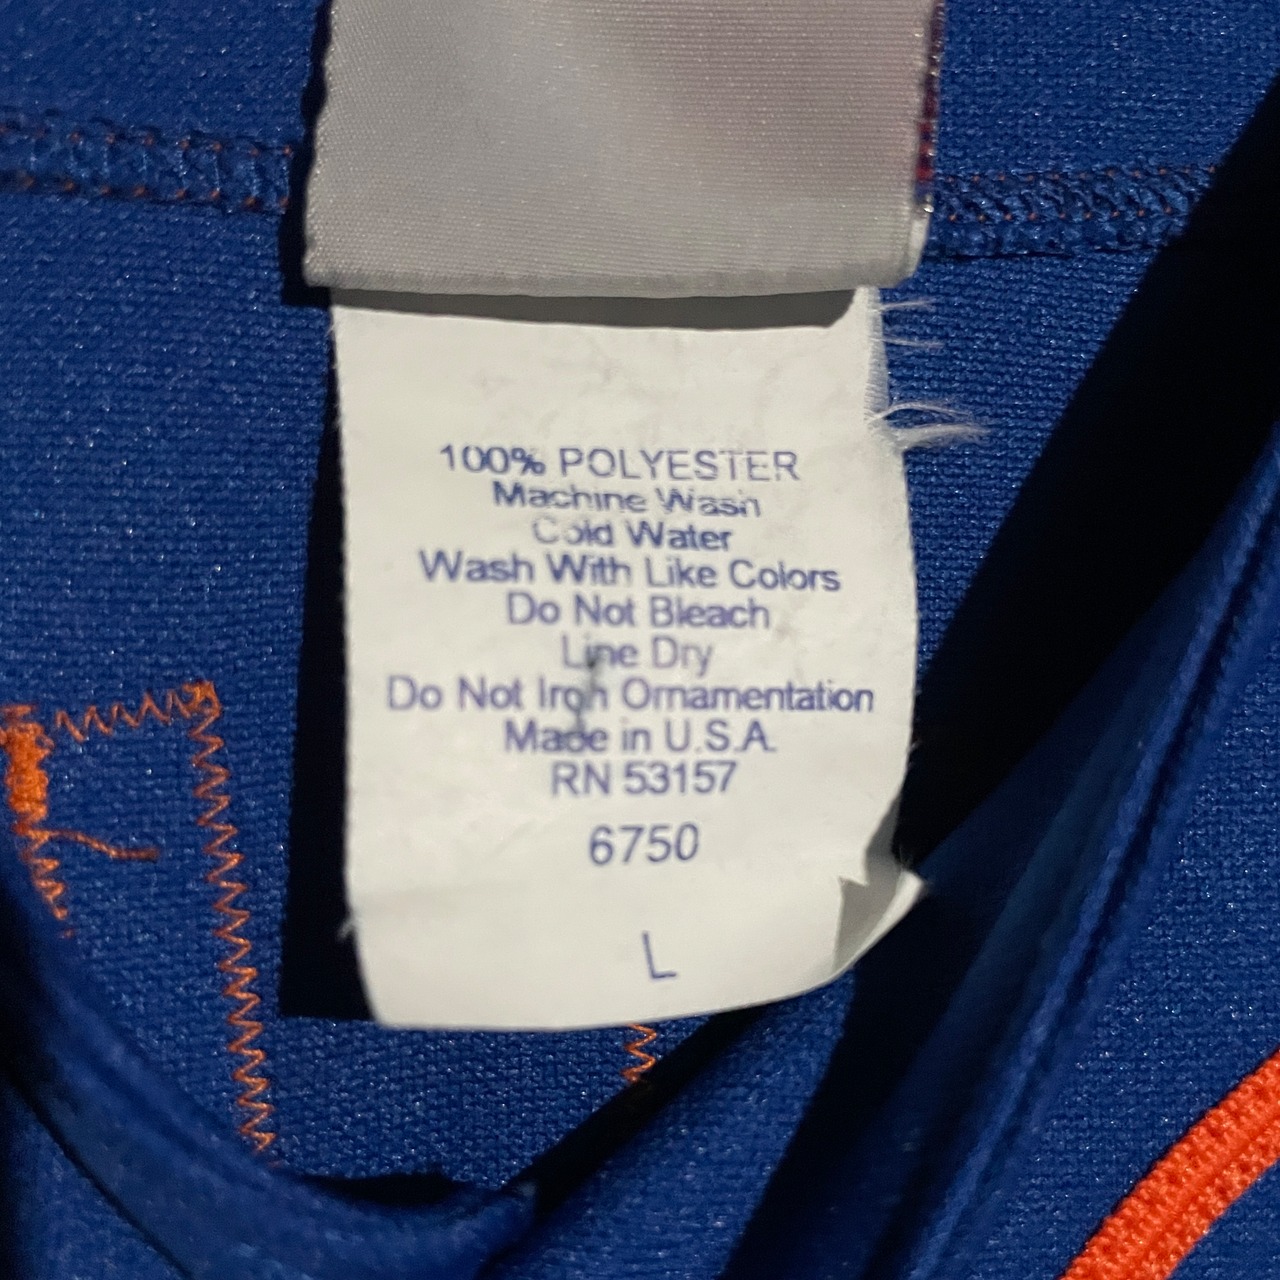 100% POLYESTER
Machine Wash
Cold Water
Wash With Like Colors
Do Not Bleach
Line Dry
Do Not Iron Ornamentation
Made in U.S.A.
RN 53157
6750
L